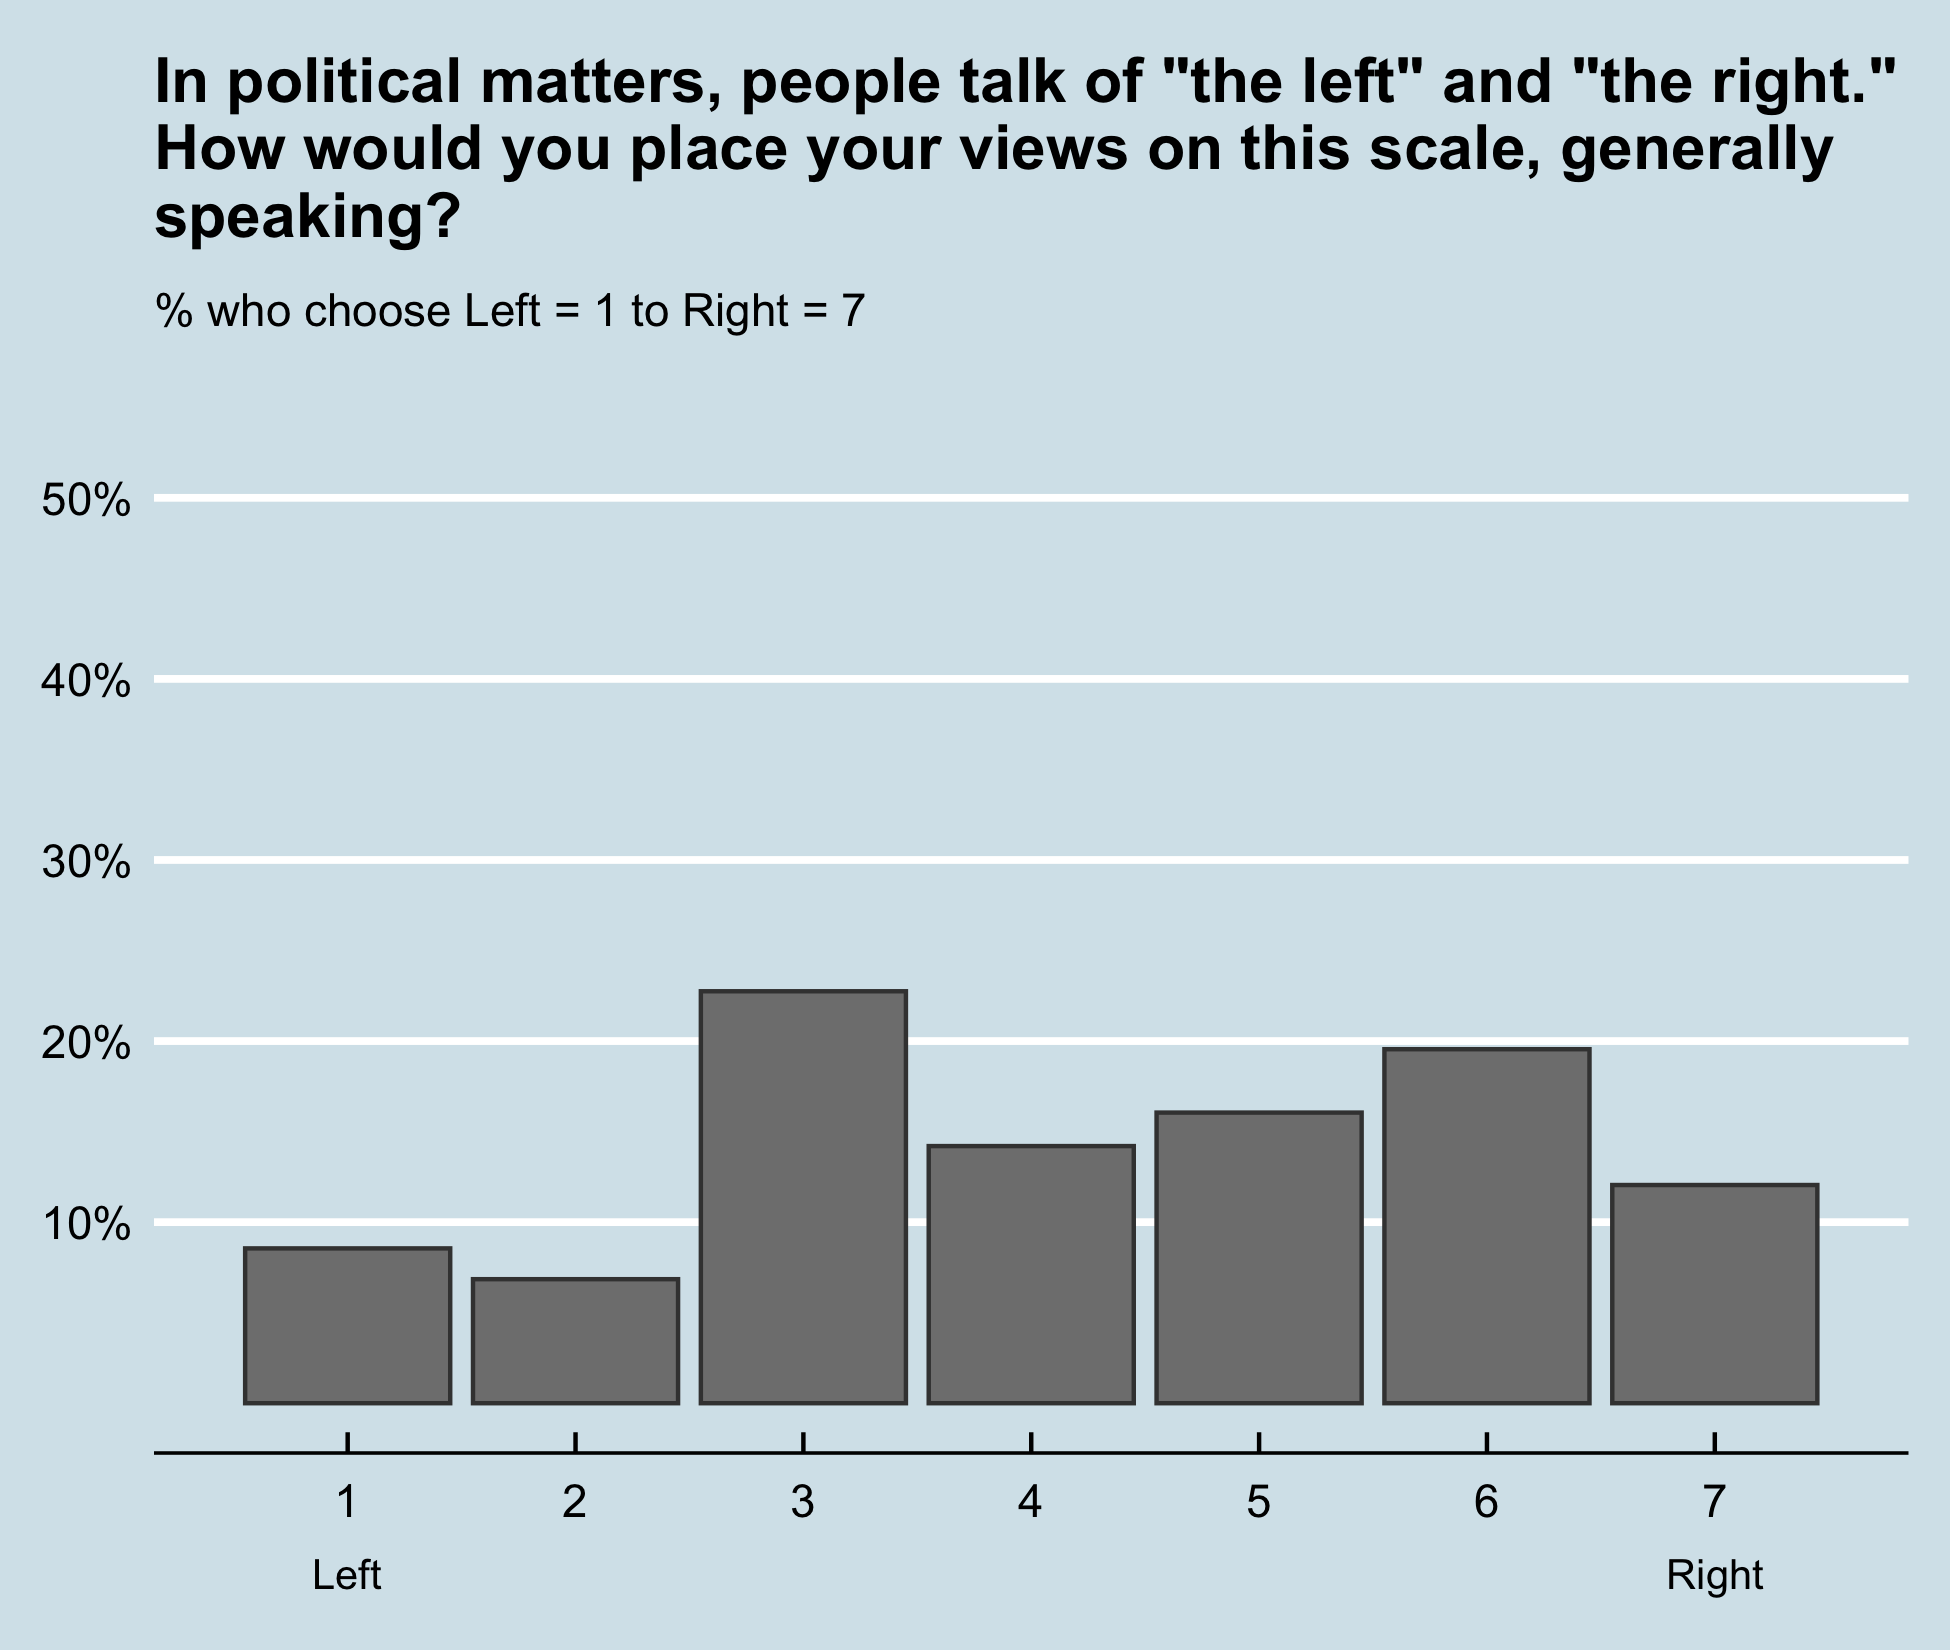 In political matters, people talk of "the left" and "the right."
How would you place your views on this scale, generally
speaking?
% who choose Left = 1 to Right = 7
50%
40%
30%
20%
10%
1 2 3 4 5 6 7
Left Right